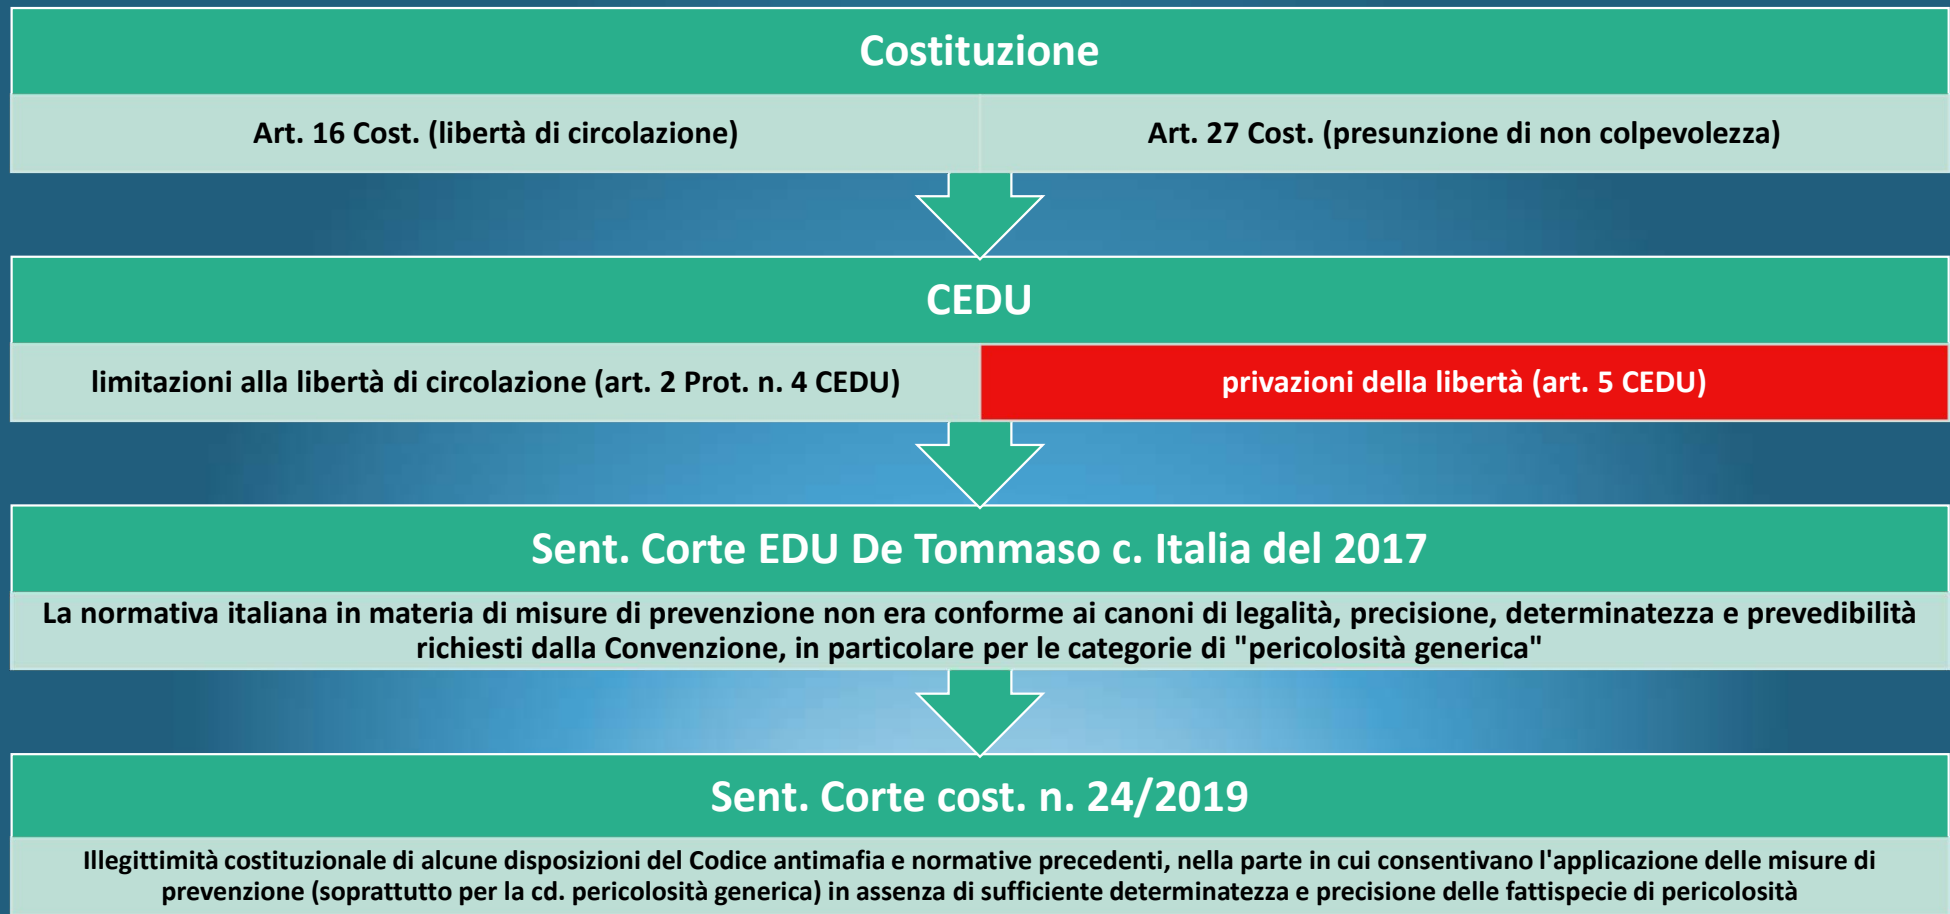 Costituzione
Art. 16 Cost. (libertà di circolazione)
Art. 27 Cost. (presunzione di non colpevolezza)
CEDU
limitazioni alla libertà di circolazione (art. 2 Prot. n. 4 CEDU)
privazioni della libertà (art. 5 CEDU)
Sent. Corte EDU De Tommaso c. Italia del 2017
La normativa italiana in materia di misure di prevenzione non era conforme ai canoni di legalità, precisione, determinatezza e prevedibilità
richiesti dalla Convenzione, in particolare per le categorie di "pericolosità generica"
Sent. Corte cost. n. 24/2019
Illegittimità costituzionale di alcune disposizioni del Codice antimafia e normative precedenti, nella parte in cui consentivano l'applicazione delle misure di
prevenzione (soprattutto per la cd. pericolosità generica) in assenza di sufficiente determinatezza e precisione delle fattispecie di pericolosità